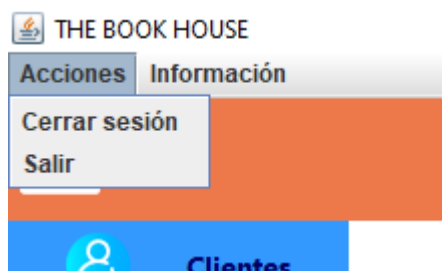 THE BOOK HOUSE
Acciones Información
Cerrar sesión
Salir
Clientes